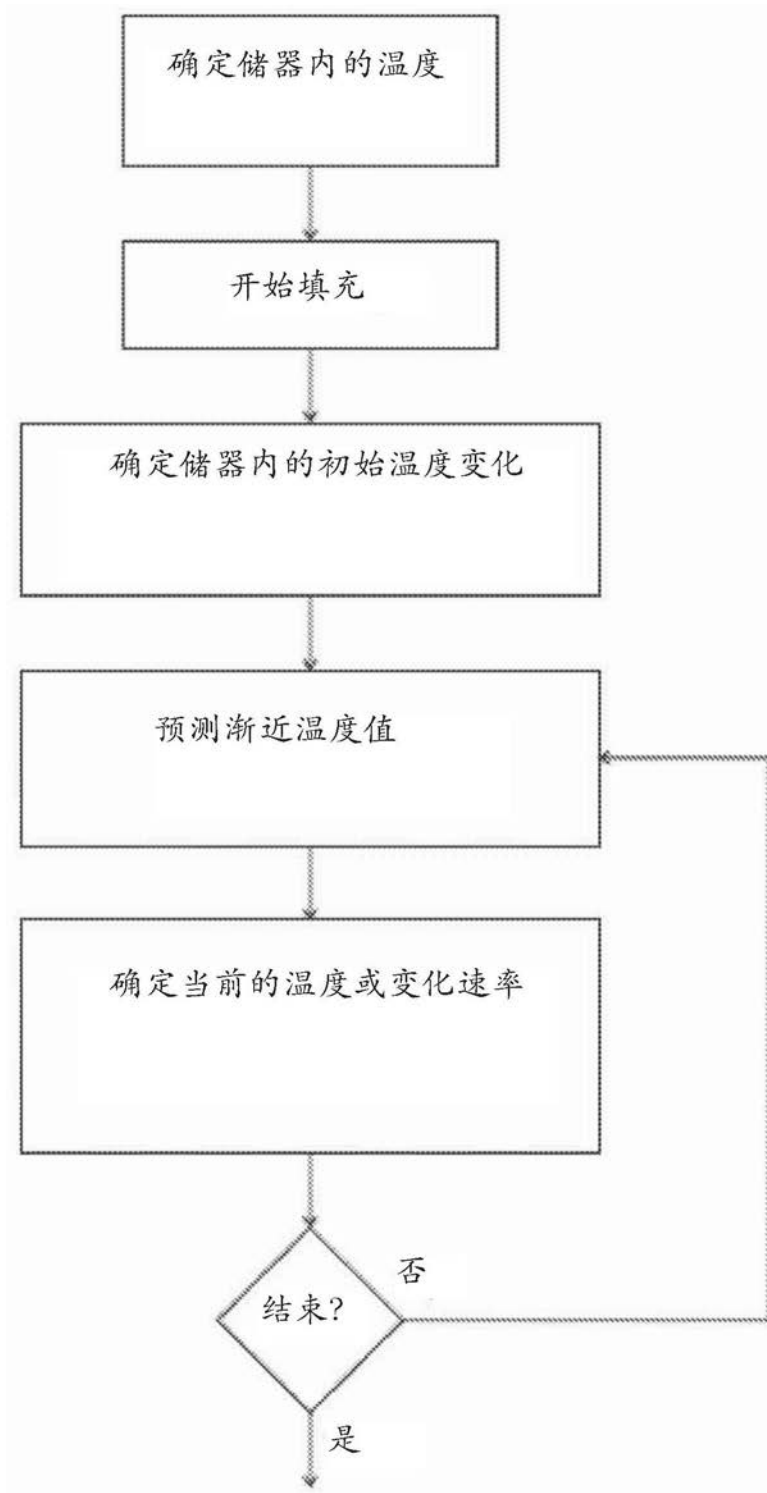 确定储器内的温度
开始填充
确定储器内的初始温度变化
预测渐近温度值
确定当前的温度或变化速率
否
结束?
是